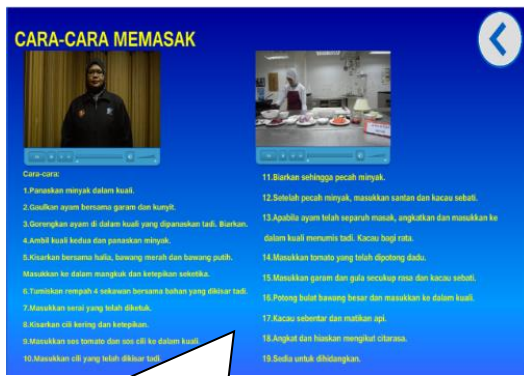 CARA-CARA MEMASAK
Cara-cara:
1.Panaskan minyak dalam kuali.
2.Gaulkan ayam bersama garam dan kunyit.
3.Gorengkan ayam di dalam kuali yang dipanaskan tadi. Biarkan.
4.Ambil kuali kedua dan panaskan minyak.
5.Kisarkan bersama halia, bawang merah dan bawang putih.
Masukkan ke dalam mangkuk dan ketepikan seketika.
6.Tumiskan rempah 4 sekawan bersama bahan yang dikisar tadi.
7.Masukkan serai yang telah diketuk.
8.Kisarkan cili kering dan ketepikan.
9.Masukkan sos tomato dan sos cili ke dalam kuali.
10.Masukkan cili yang telah dikisar tadi.
11.Biarkan sehingga pecah minyak.
12.Setelah pecah minyak, masukkan santan dan kacau sebati.
13.Apabila ayam telah separuh masak, angkatkan dan masukkan ke
dalam kuali menumis tadi. Kacau bagi rata.
14.Masukkan tomato yang telah dipotong dadu.
15.Masukkan garam dan gula secukup rasa dan kacau sebati.
16.Potong bulat bawang besar dan masukkan ke dalam kuali.
17.Kacau sebentar dan matikan api.
18.Angkat dan hiaskan mengikut citarasa.
19.Sedia untuk dihidangkan.